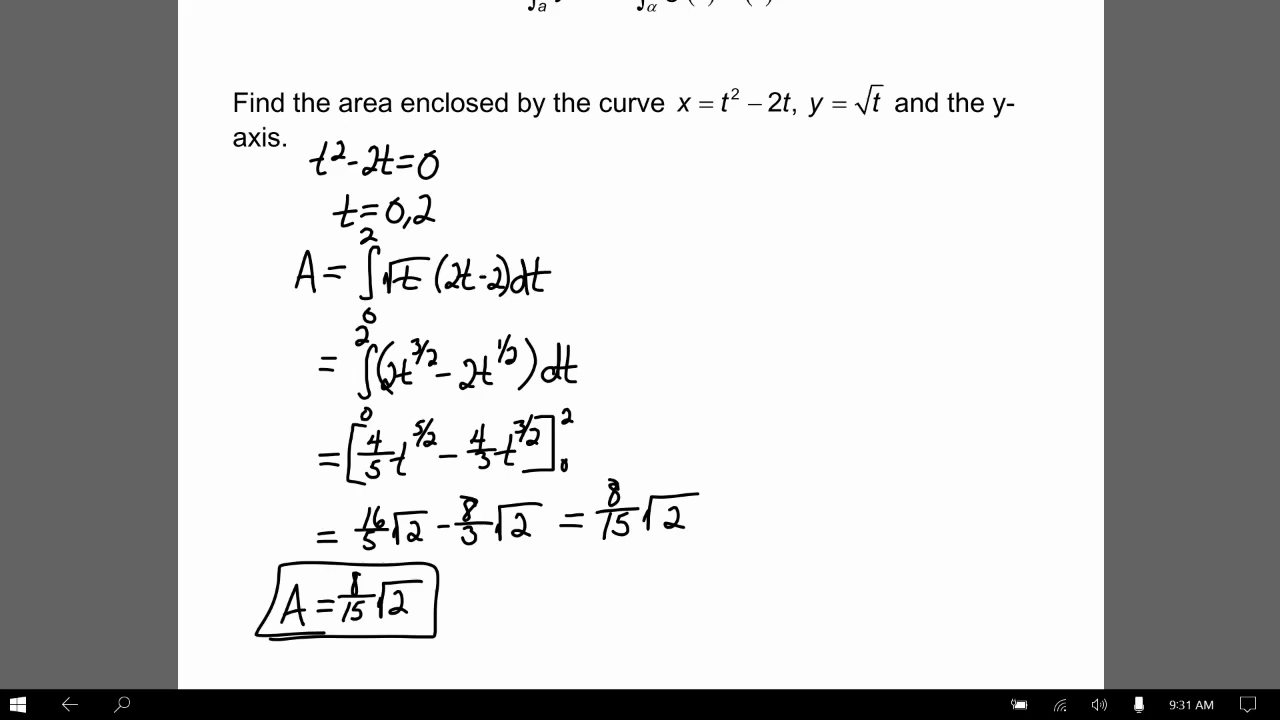 ∫ₐ ∫α
Find the area enclosed by the curve x = t² − 2t, y = √t and the y-
axis.
t² - 2t = 0
t = 0,2
A = ∫₀² √t (2t - 2)dt
= ∫₀² (2t^3/2 - 2t^1/2) dt
= [4/5 t^5/2 - 4/3 t^3/2]₀²
= 16/5 √2 - 8/3 √2 = 8/15 √2
A = 8/15 √2
9:31 AM